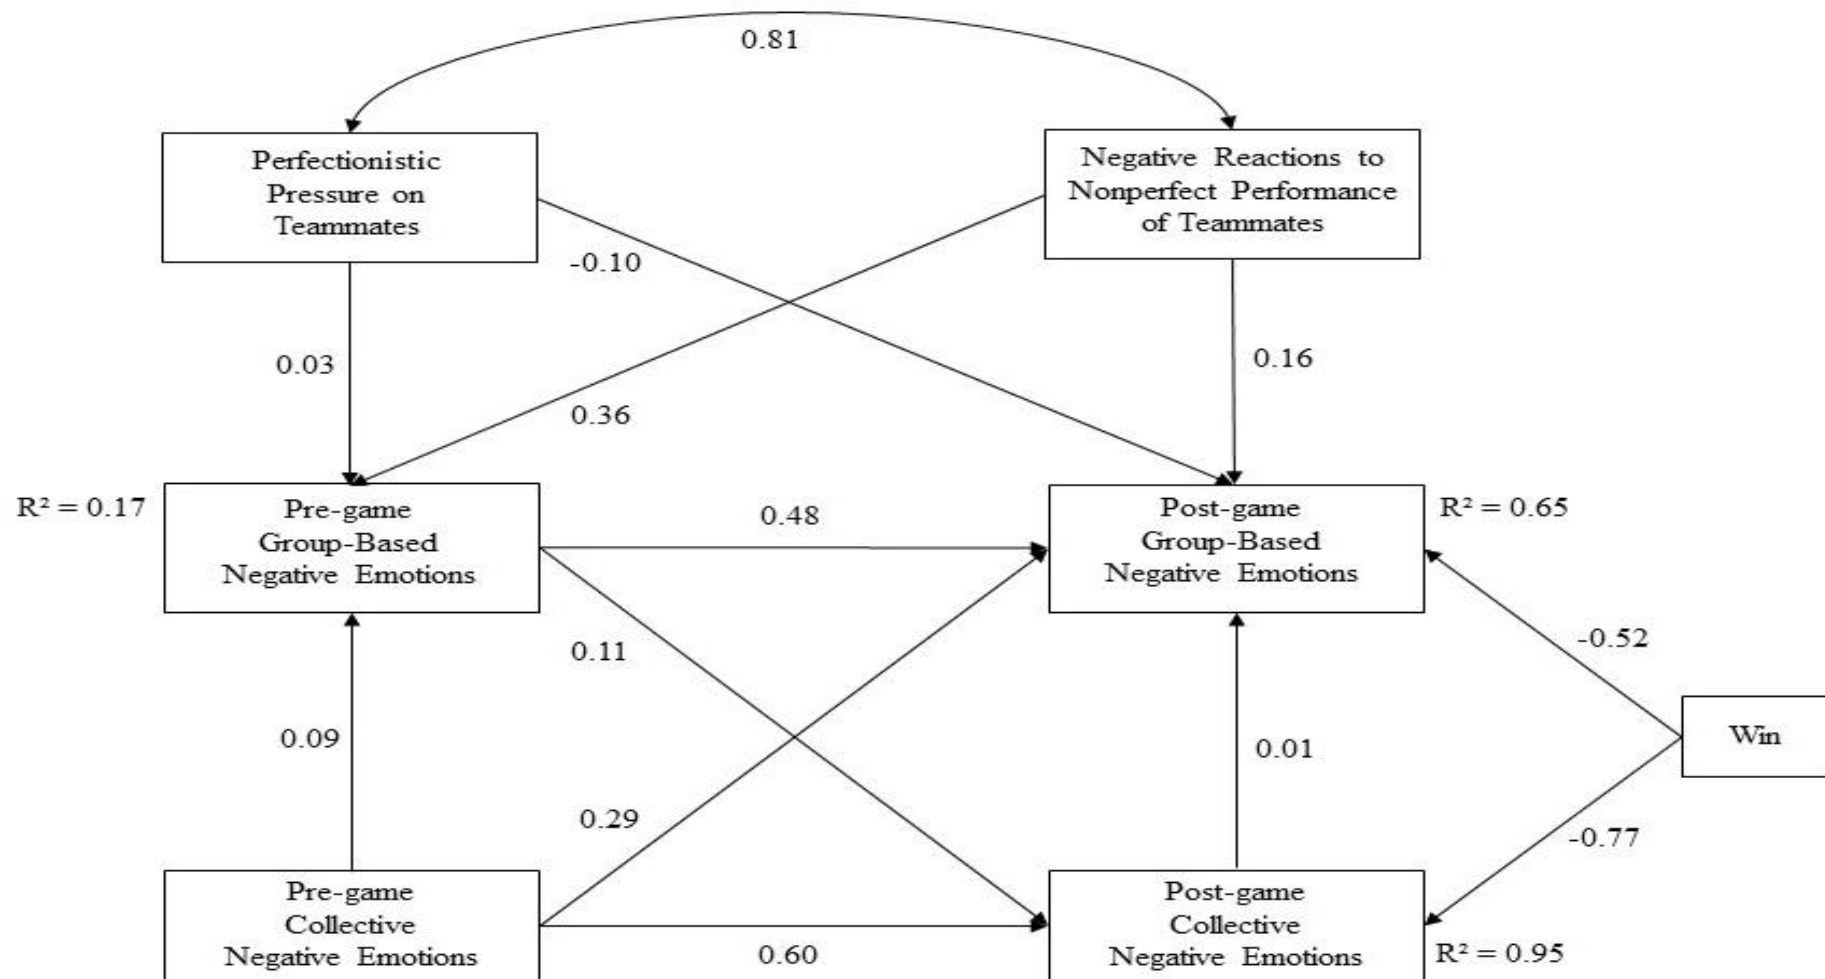 0.81
Perfectionistic
Pressure on
Teammates
Negative Reactions to
Nonperfect Performance
of Teammates
-0.10
0.03
0.36
0.16
R² = 0.17
Pre-game
Group-Based
Negative Emotions
0.48
Post-game
Group-Based
Negative Emotions
R² = 0.65
0.11
-0.52
0.09
0.01
Win
0.29
-0.77
Pre-game
Collective
Negative Emotions
0.60
Post-game
Collective
Negative Emotions
R² = 0.95